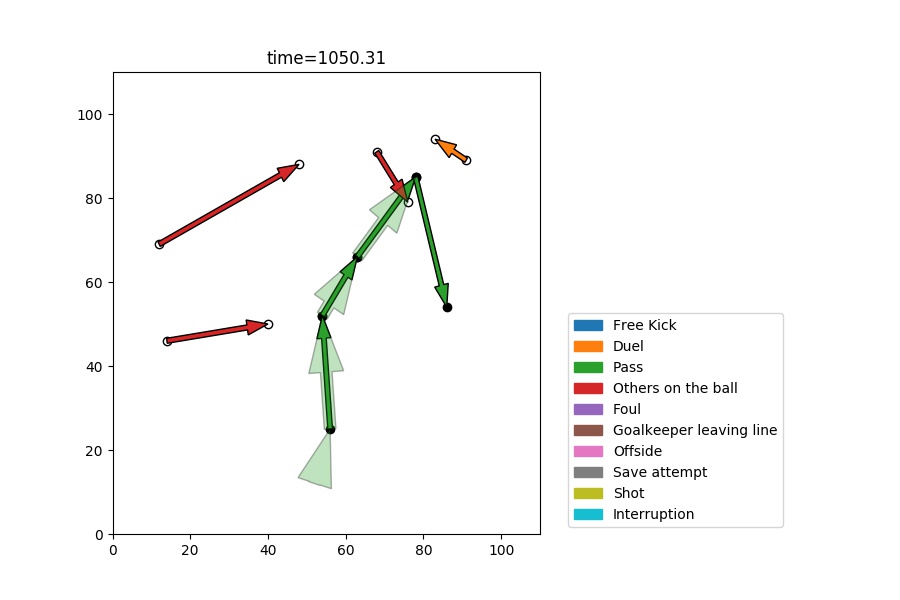 time=1050.31
100
80
60
40
20
0
0 20 40 60 80 100
Free Kick
Duel
Pass
Others on the ball
Foul
Goalkeeper leaving line
Offside
Save attempt
Shot
Interruption